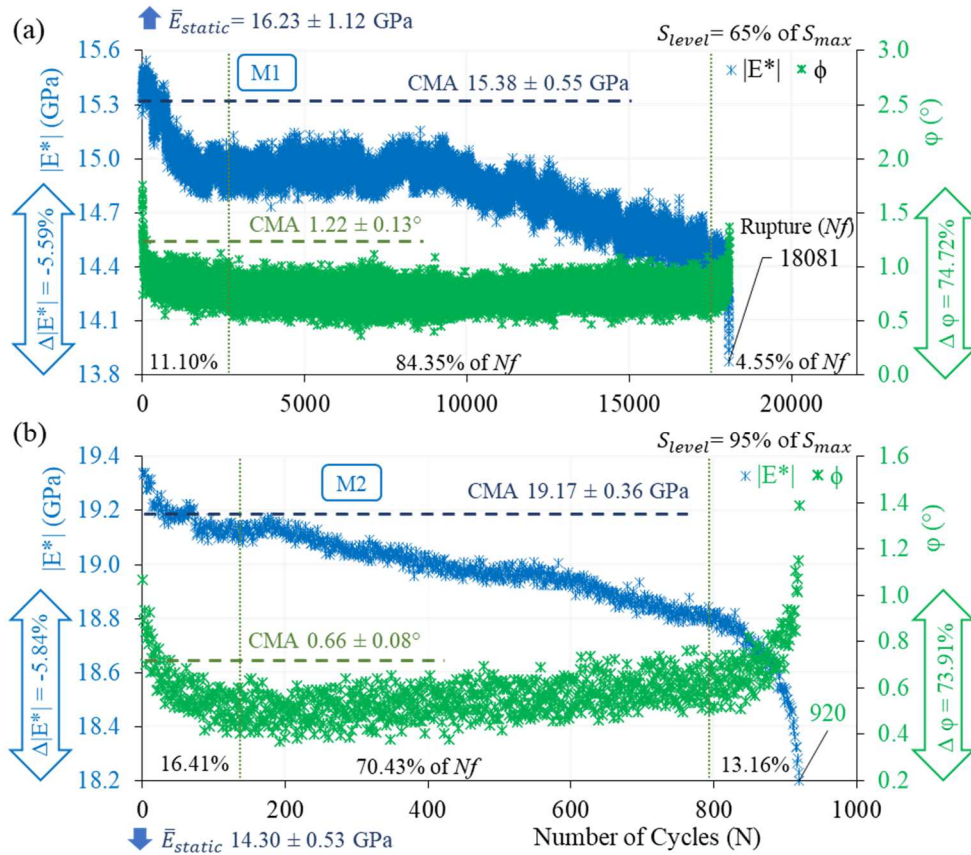 (a)
Ē_static = 16.23 ± 1.12 GPa
S_level = 65% of S_max
15.6
3.0
M1
|E*| φ
CMA 15.38 ± 0.55 GPa
15.3
2.5
|E*| (GPa)
15.0
2.0
φ (°)
14.7
1.5
CMA 1.22 ± 0.13°
Rupture (Nf)
18081
14.4
1.0
14.1
0.5
Δ|E*| = -5.59%
Δ φ = 74.72%
11.10%
84.35% of Nf
4.55% of Nf
13.8
0.0
0 5000 10000 15000 20000
(b)
S_level = 95% of S_max
19.4
1.6
M2
|E*| φ
CMA 19.17 ± 0.36 GPa
|E*| (GPa)
19.2
1.4
φ (°)
1.2
19.0
1.0
18.8
CMA 0.66 ± 0.08°
0.8
18.6
0.6
920
18.4
0.4
Δ|E*| = -5.84%
Δ φ = 73.91%
16.41%
70.43% of Nf
13.16%
18.2
0.2
0 200 400 600 800 1000
Ē_static 14.30 ± 0.53 GPa
Number of Cycles (N)